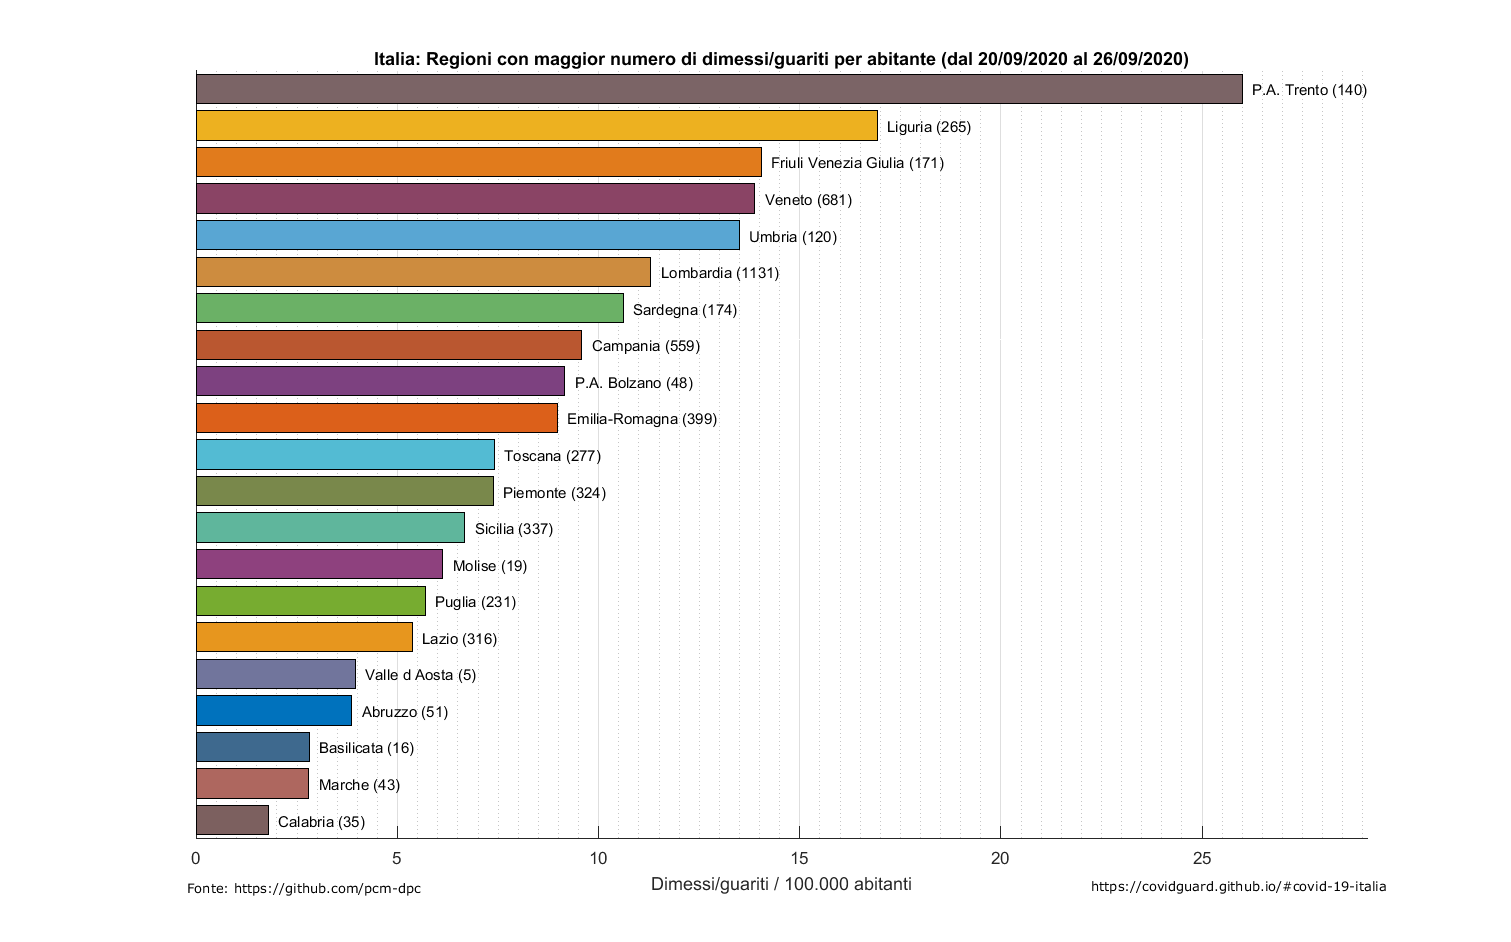 Italia: Regioni con maggior numero di dimessi/guariti per abitante (dal 20/09/2020 al 26/09/2020)
P.A. Trento (140)
Liguria (265)
Friuli Venezia Giulia (171)
Veneto (681)
Umbria (120)
Lombardia (1131)
Sardegna (174)
Campania (559)
P.A. Bolzano (48)
Emilia-Romagna (399)
Toscana (277)
Piemonte (324)
Sicilia (337)
Molise (19)
Puglia (231)
Lazio (316)
Valle d Aosta (5)
Abruzzo (51)
Basilicata (16)
Marche (43)
Calabria (35)
0 5 10 15 20 25
Dimessi/guariti / 100.000 abitanti
Fonte: https://github.com/pcm-dpc
https://covidguard.github.io/#covid-19-italia